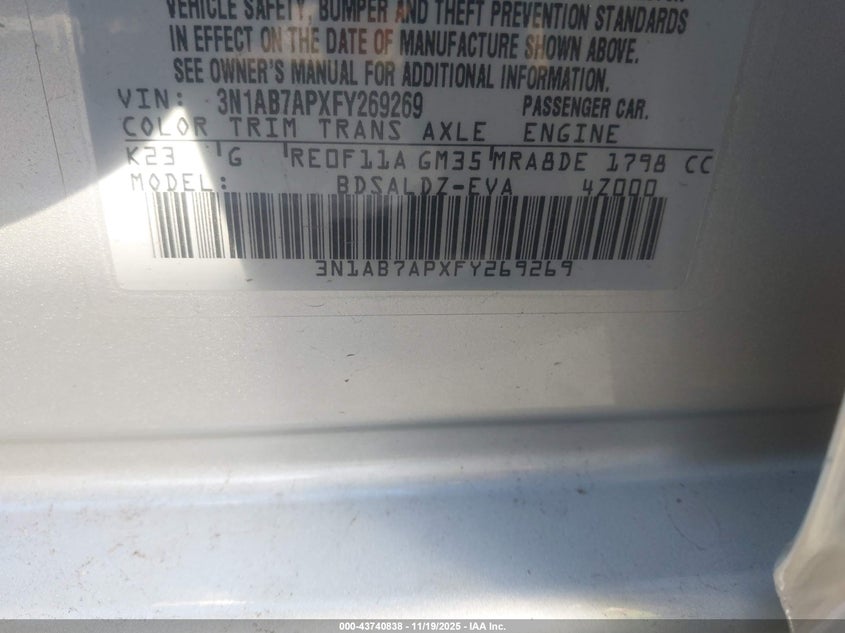 VEHICLE SAFETY, BUMPER AND THEFT PREVENTION STANDARDS
IN EFFECT ON THE DATE OF MANUFACTURE SHOWN ABOVE.
SEE OWNER'S MANUAL FOR ADDITIONAL INFORMATION.
VIN: 3N1AB7APXFY269269 PASSENGER CAR.
COLOR TRIM TRANS AXLE ENGINE
K23 G RE0F11A GM35 MRA8DE 1798 CC
MODEL: BDSALDZ-EVA 4Z000
3N1AB7APXFY269269
000-43740838 - 11/19/2025 - IAA Inc.